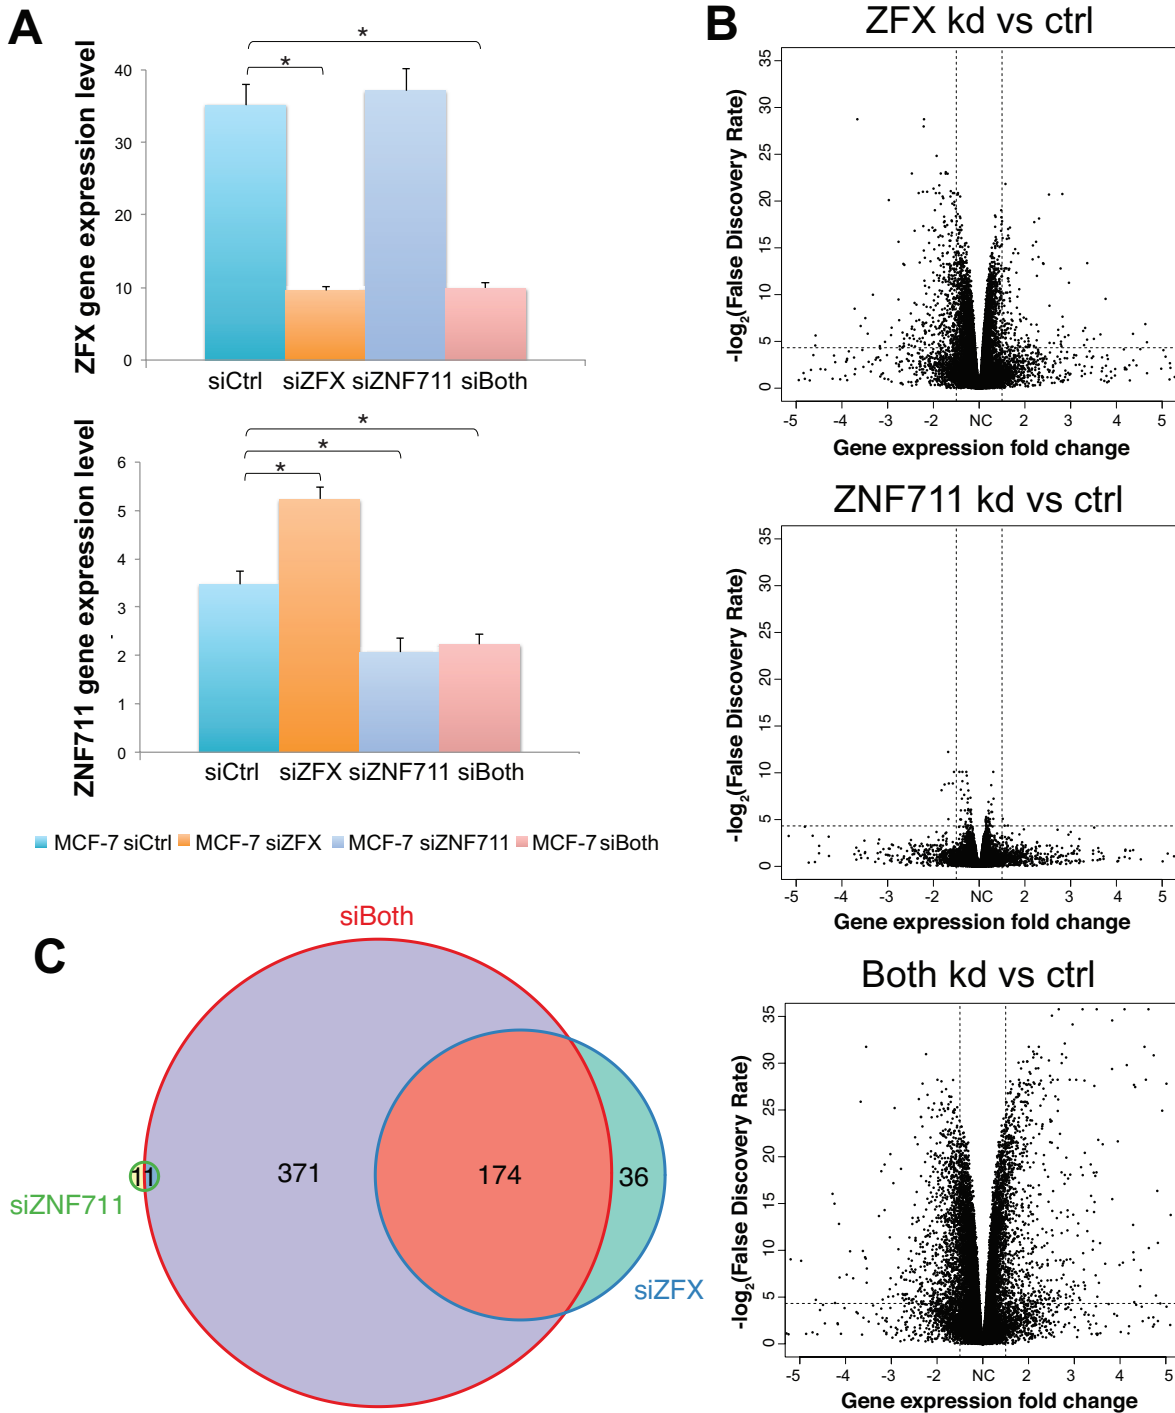 A
ZFX gene expression level
40
30
20
10
0
*
*
siCtrl siZFX siZNF711 siBoth
ZNF711 gene expression level
6
5
4
3
2
1
0
*
*
*
siCtrl siZFX siZNF711 siBoth
MCF-7 siCtrl MCF-7 siZFX MCF-7 siZNF711 MCF-7 siBoth
B
ZFX kd vs ctrl
-log2(False Discovery Rate)
35
30
25
20
15
10
5
0
-5 -4 -3 -2 NC 2 3 4 5
Gene expression fold change
ZNF711 kd vs ctrl
-log2(False Discovery Rate)
35
30
25
20
15
10
5
0
-5 -4 -3 -2 NC 2 3 4 5
Gene expression fold change
Both kd vs ctrl
-log2(False Discovery Rate)
35
30
25
20
15
10
5
0
-5 -4 -3 -2 NC 2 3 4 5
Gene expression fold change
C
siBoth
1 1
371
174
36
siZNF711
siZFX